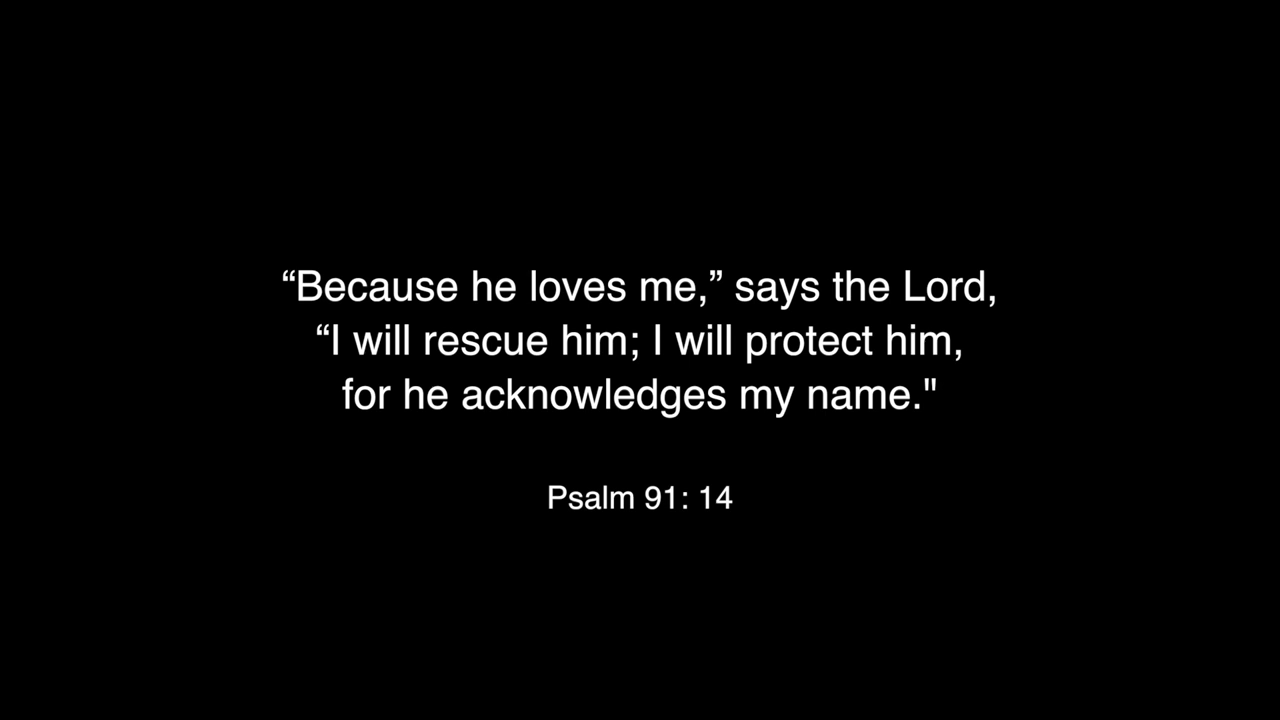 “Because he loves me,” says the Lord,
“I will rescue him; I will protect him,
for he acknowledges my name."
Psalm 91: 14